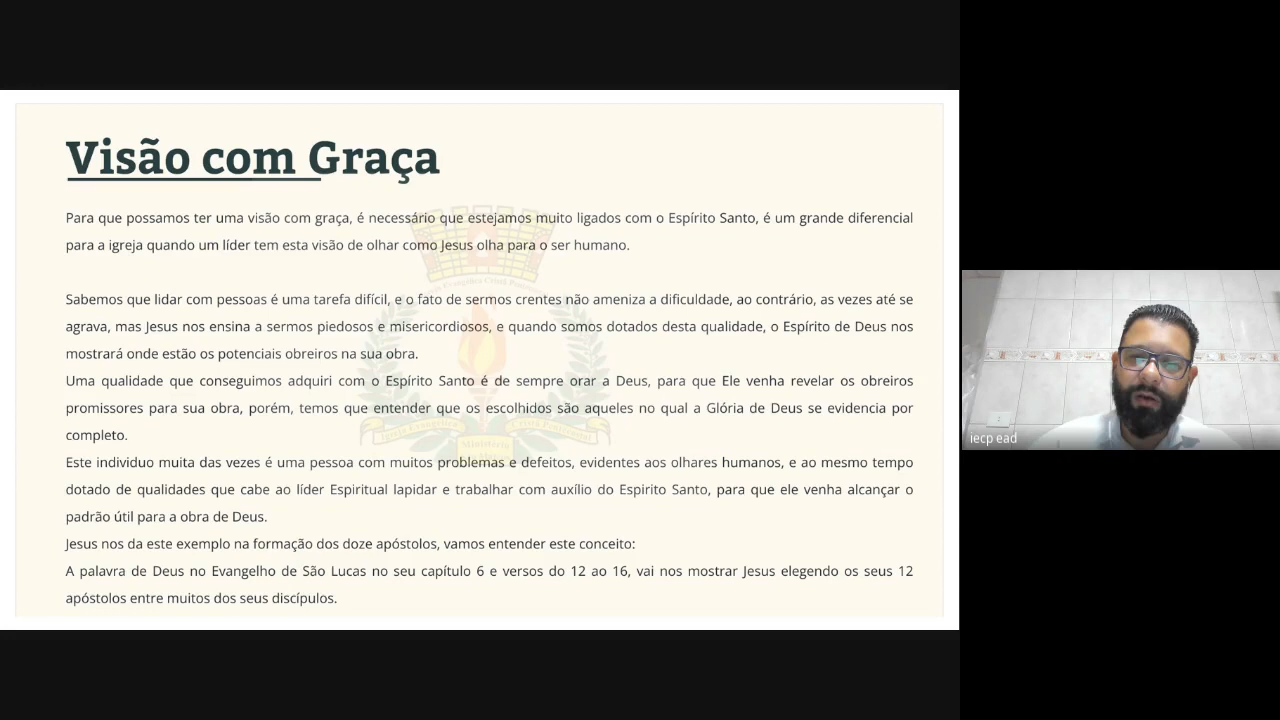 Visão com Graça
Para que possamos ter uma visão com graça, é necessário que estejamos muito ligados com o Espírito Santo, é um grande diferencial
para a igreja quando um líder tem esta visão de olhar como Jesus olha para o ser humano.
Sabemos que lidar com pessoas é uma tarefa difícil, e o fato de sermos crentes não ameniza a dificuldade, ao contrário, as vezes até se
agrava, mas Jesus nos ensina a sermos piedosos e misericordiosos, e quando somos dotados desta qualidade, o Espírito de Deus nos
mostrará onde estão os potenciais obreiros na sua obra.
Uma qualidade que conseguimos adquiri com o Espírito Santo é de sempre orar a Deus, para que Ele venha revelar os obreiros
promissores para sua obra, porém, temos que entender que os escolhidos são aqueles no qual a Glória de Deus se evidencia por
completo.
Este individuo muita das vezes é uma pessoa com muitos problemas e defeitos, evidentes aos olhares humanos, e ao mesmo tempo
dotado de qualidades que cabe ao líder Espiritual lapidar e trabalhar com auxílio do Espirito Santo, para que ele venha alcançar o
padrão útil para a obra de Deus.
Jesus nos da este exemplo na formação dos doze apóstolos, vamos entender este conceito:
A palavra de Deus no Evangelho de São Lucas no seu capítulo 6 e versos do 12 ao 16, vai nos mostrar Jesus elegendo os seus 12
apóstolos entre muitos dos seus discípulos.
Igreja Evangélica Cristã Pentecostal
Ministério
iecp ead